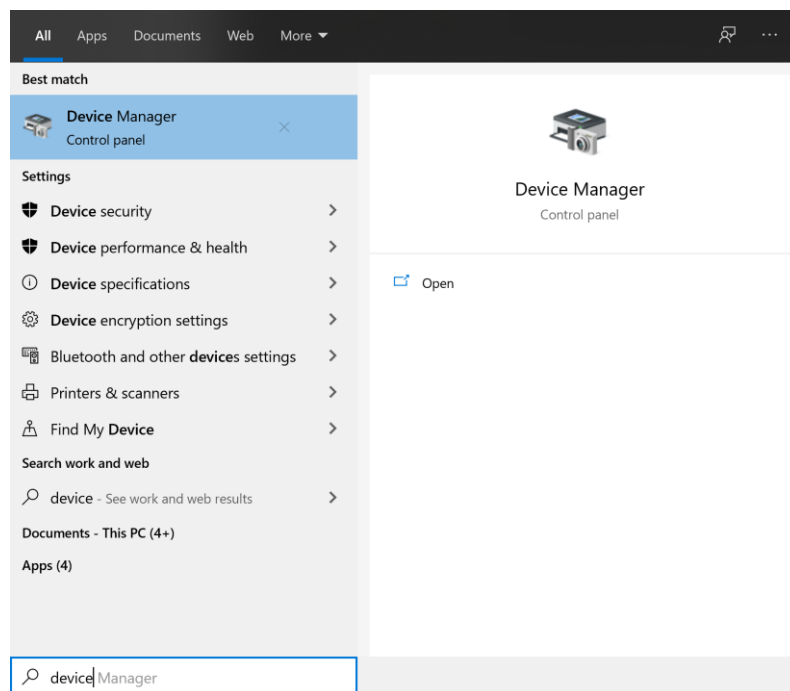 All Apps Documents Web More
Best match
Device Manager
Control panel
Settings
Device security
Device performance & health
Device specifications
Device encryption settings
Bluetooth and other devices settings
Printers & scanners
Find My Device
Search work and web
device - See work and web results
Documents - This PC (4+)
Apps (4)
device Manager
Device Manager
Control panel
Open